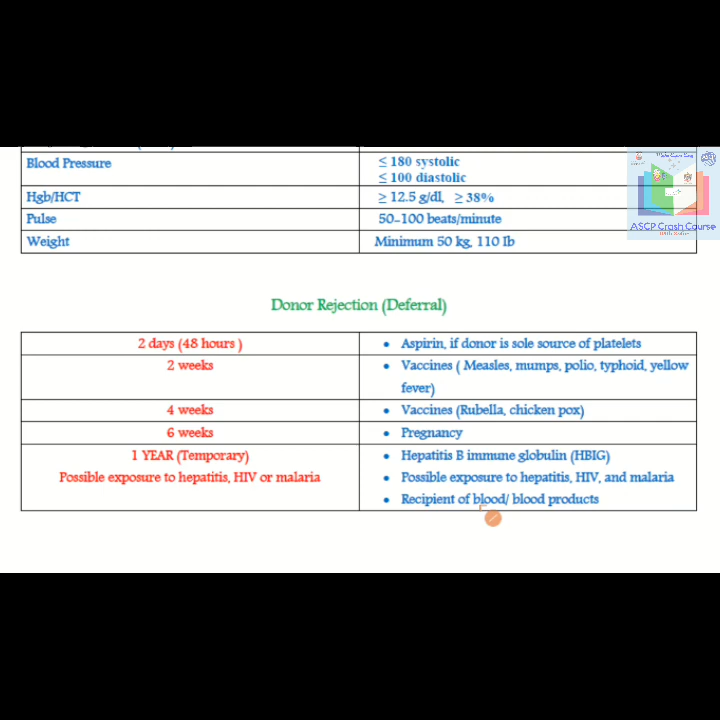 Blood Pressure
≤ 180 systolic
≤ 100 diastolic
Hgb/HCT
≥ 12.5 g/dl, ≥ 38%
Pulse
50-100 beats/minute
Weight
Minimum 50 kg, 110 Ib
ASCP Crash Course
Donor Rejection (Deferral)
2 days (48 hours )
• Aspirin, if donor is sole source of platelets
2 weeks
• Vaccines ( Measles, mumps, polio, typhoid, yellow
fever)
4 weeks
• Vaccines (Rubella, chicken pox)
6 weeks
• Pregnancy
1 YEAR (Temporary)
Possible exposure to hepatitis, HIV or malaria
• Hepatitis B immune globulin (HBIG)
• Possible exposure to hepatitis, HIV, and malaria
• Recipient of blood/ blood products